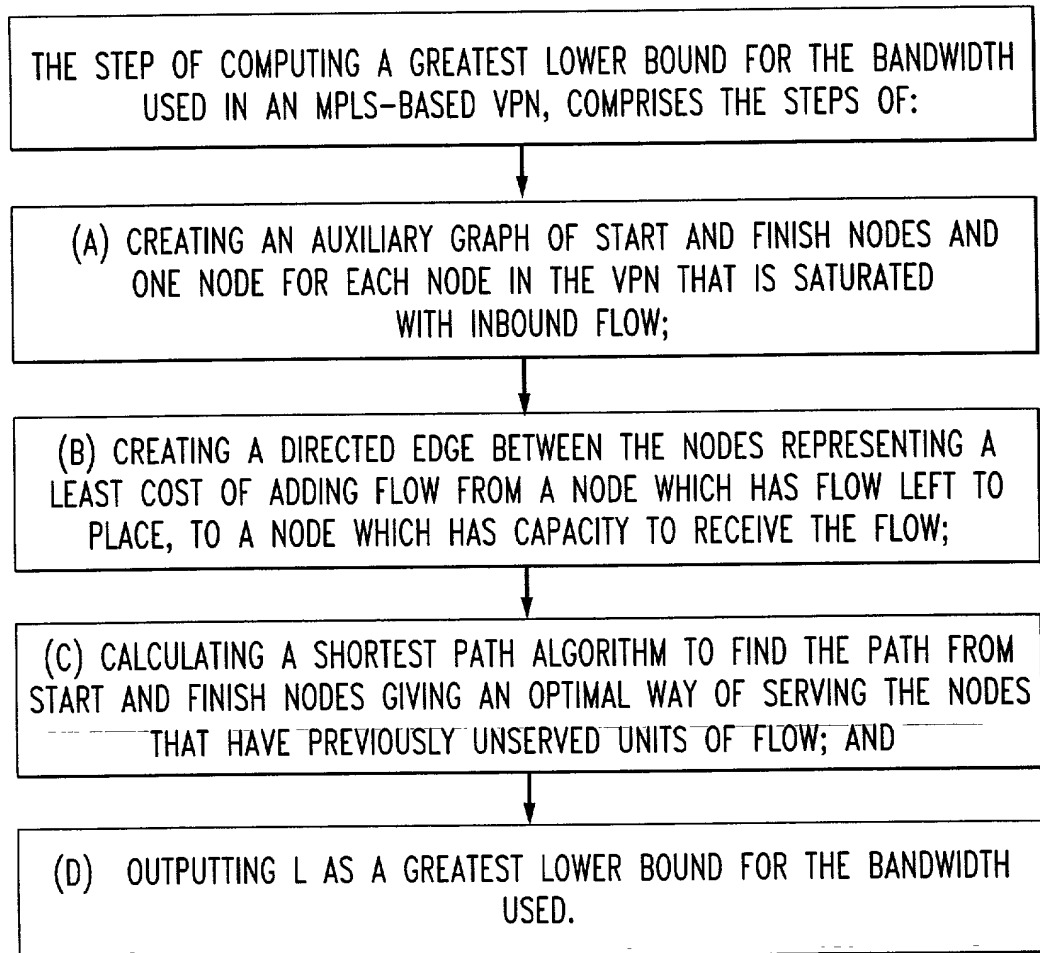 THE STEP OF COMPUTING A GREATEST LOWER BOUND FOR THE BANDWIDTH
USED IN AN MPLS-BASED VPN, COMPRISES THE STEPS OF:
(A) CREATING AN AUXILIARY GRAPH OF START AND FINISH NODES AND
ONE NODE FOR EACH NODE IN THE VPN THAT IS SATURATED
WITH INBOUND FLOW;
(B) CREATING A DIRECTED EDGE BETWEEN THE NODES REPRESENTING A
LEAST COST OF ADDING FLOW FROM A NODE WHICH HAS FLOW LEFT TO
PLACE, TO A NODE WHICH HAS CAPACITY TO RECEIVE THE FLOW;
(C) CALCULATING A SHORTEST PATH ALGORITHM TO FIND THE PATH FROM
START AND FINISH NODES GIVING AN OPTIMAL WAY OF SERVING THE NODES
THAT HAVE PREVIOUSLY UNSERVED UNITS OF FLOW; AND
(D) OUTPUTTING L AS A GREATEST LOWER BOUND FOR THE BANDWIDTH
USED.